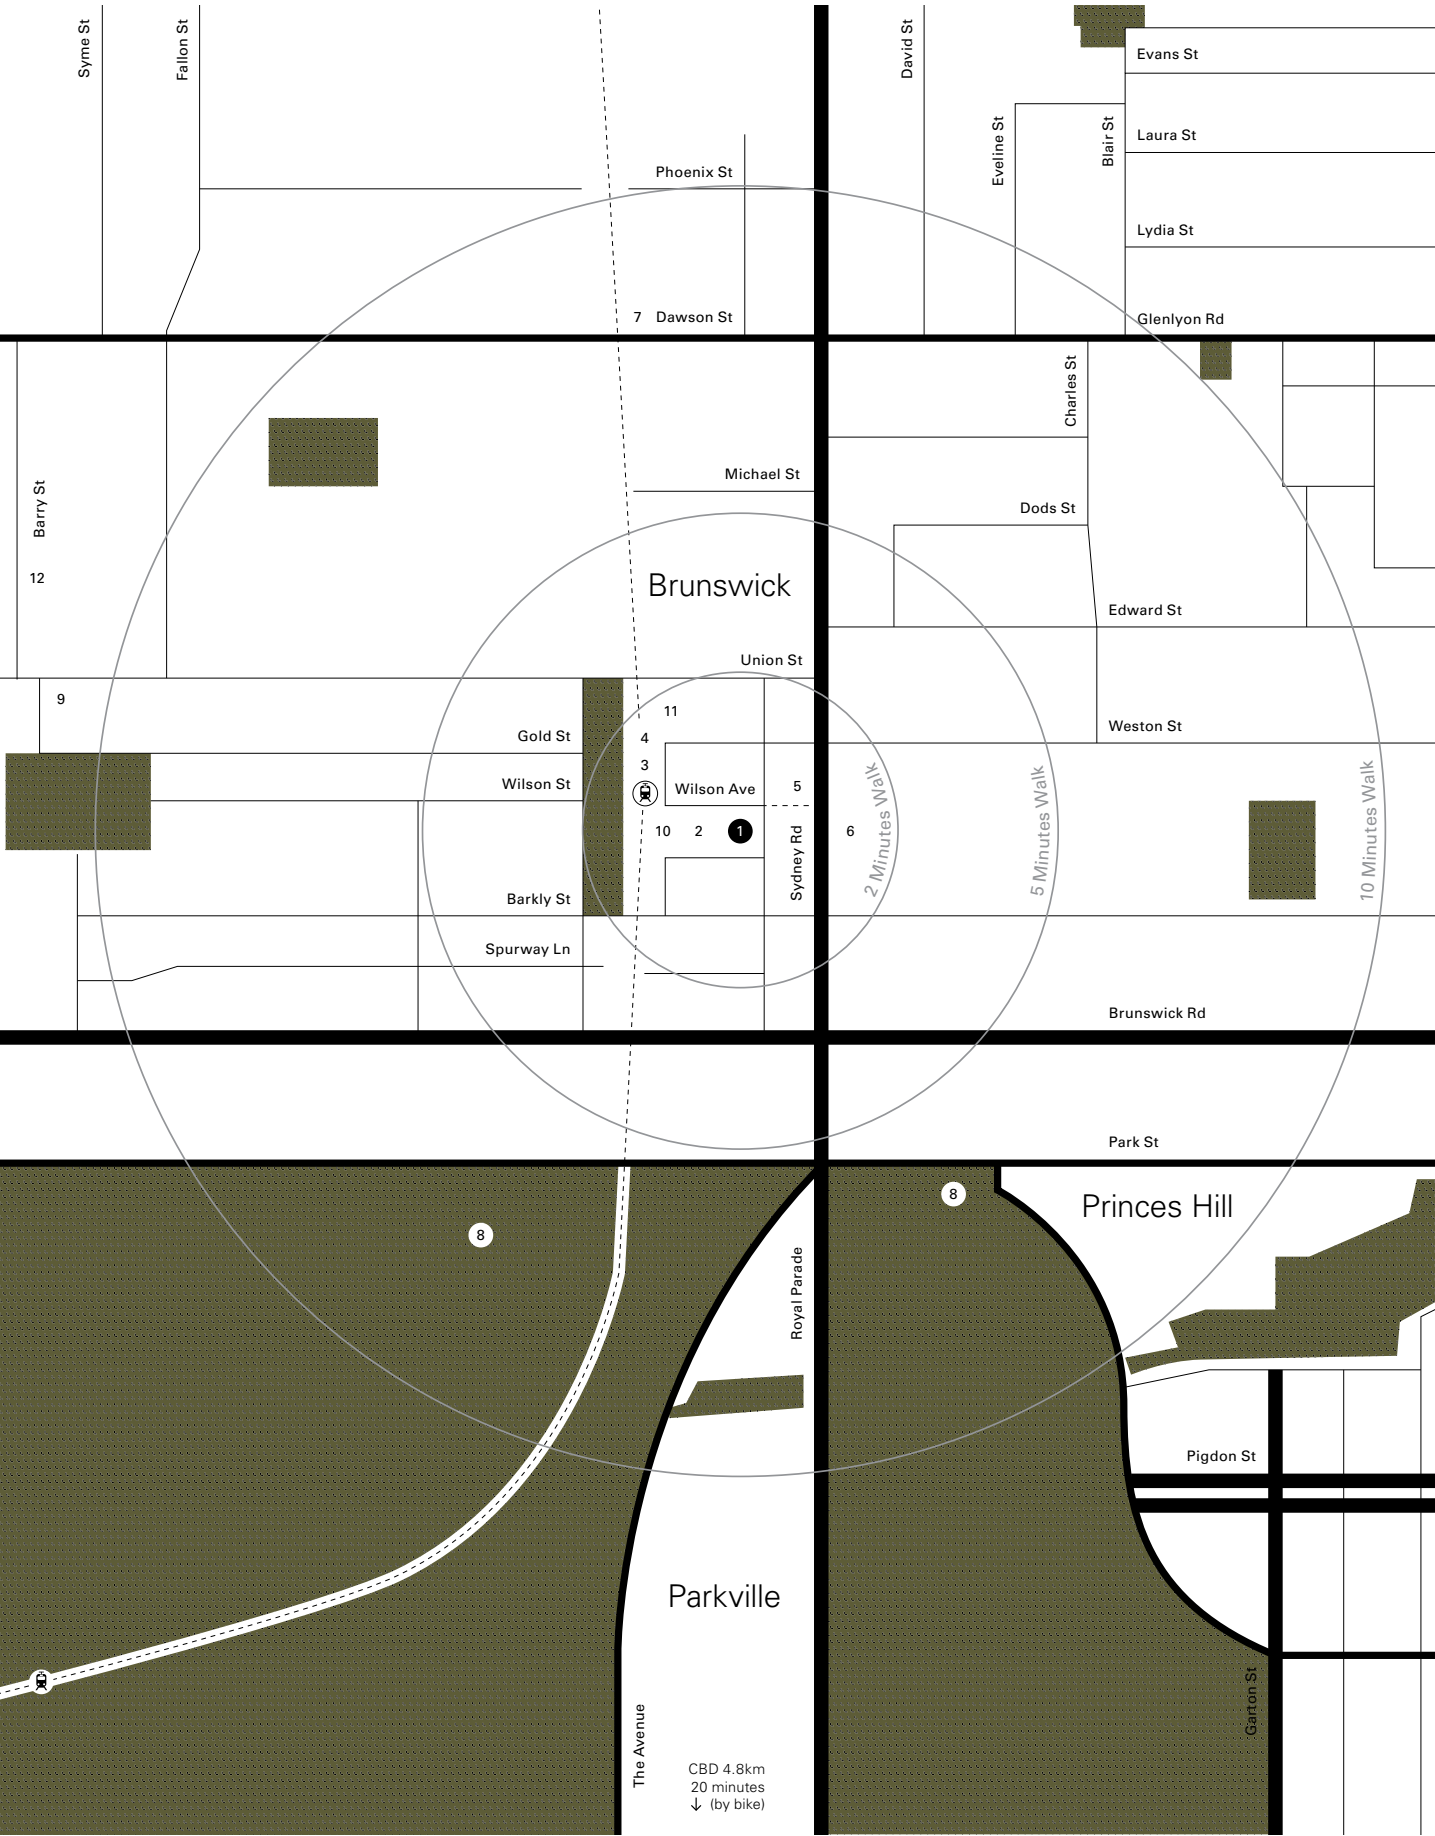 Syme St
Fallon St
David St
Evans St
Eveline St
Blair St
Laura St
Phoenix St
Lydia St
7
Dawson St
Glenlyon Rd
Charles St
Michael St
Barry St
Dods St
12
Brunswick
Edward St
Union St
9
11
Gold St
4
Weston St
3
Wilson St
Wilson Ave
5
10
2
1
6
Sydney Rd
2 Minutes Walk
5 Minutes Walk
10 Minutes Walk
Barkly St
Spurway Ln
Brunswick Rd
Park St
8
Princes Hill
8
Royal Parade
Pigdon St
Parkville
Garton St
The Avenue
CBD 4.8km
20 minutes
↓ (by bike)